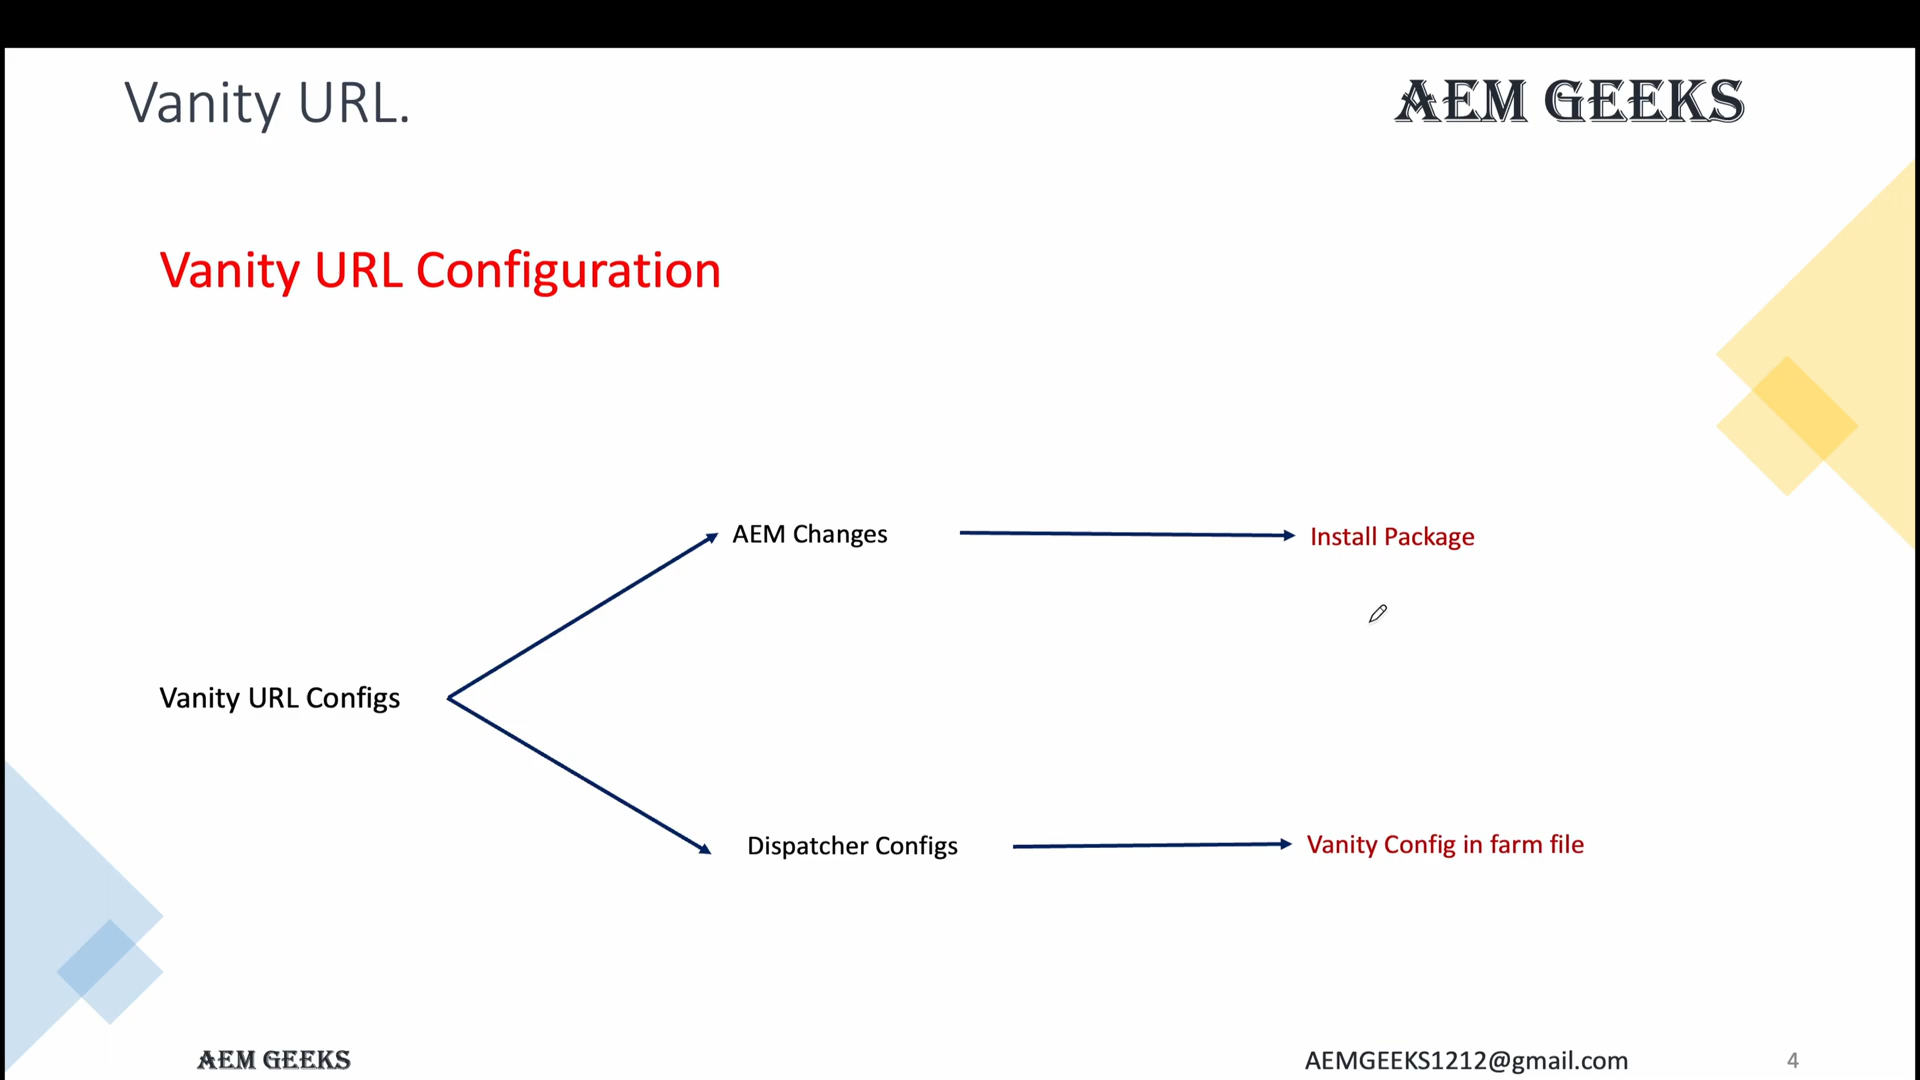 Vanity URL.
AEM GEEKS
Vanity URL Configuration
AEM Changes
Install Package
Vanity URL Configs
Dispatcher Configs
Vanity Config in farm file
AEM GEEKS
AEMGEEKS1212@gmail.com
4